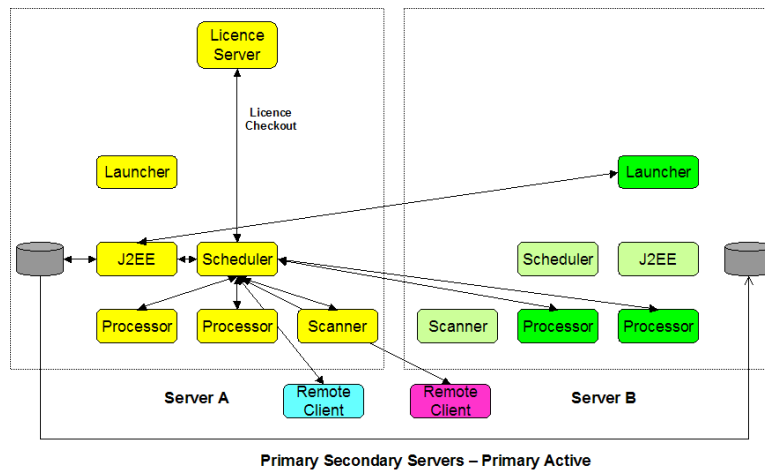 Licence
Server
Licence
Checkout
Launcher
Launcher
J2EE
Scheduler
Scheduler
J2EE
Processor
Processor
Scanner
Scanner
Processor
Processor
Server A
Remote
Client
Remote
Client
Server B
Primary Secondary Servers – Primary Active